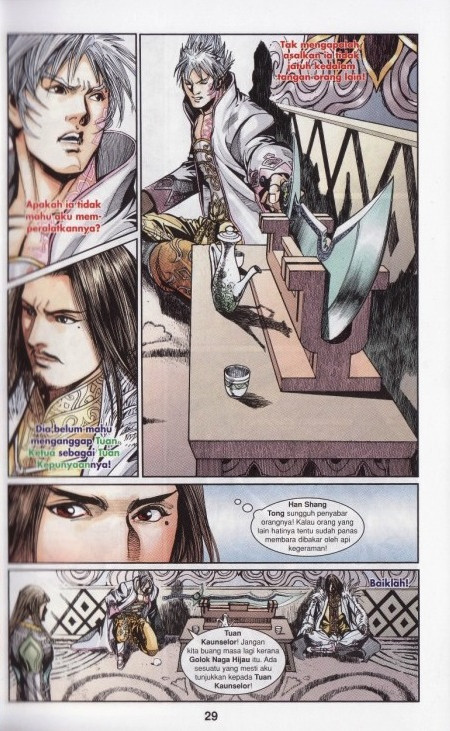 Apakah ia tidak
mahu aku mem-
peralatkannya?
Tak mengapalah,
asalkan ia tidak
jatuh kedalam
tangan orang lain!
Dia belum mahu
menganggap Tuan
Ketua sebagai Tuan
Kepunyaannya!
Han Shang
Tong sungguh penyabar
orangnya! Kalau orang yang
lain hatinya tentu sudah panas
membara dibakar oleh api
kegeraman!
Tuan
Kaunselor! Jangan
kita buang masa lagi kerana
Golok Naga Hijau itu. Ada
sesuatu yang mesti aku
tunjukkan kepada Tuan
Kaunselor!
Baiklah!
29